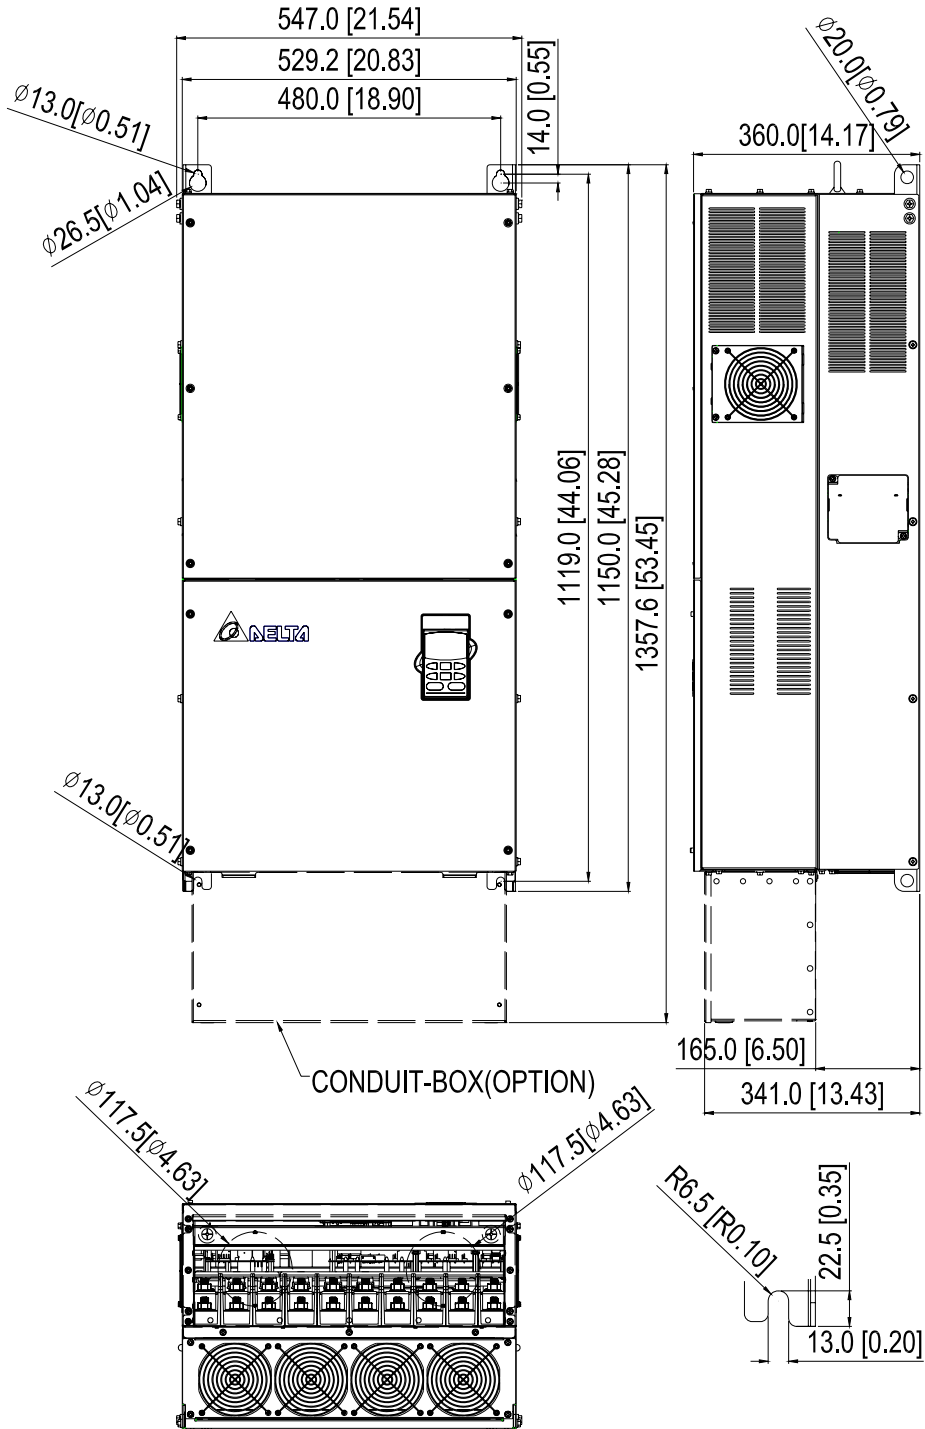 547.0 [21.54]
529.2 [20.83]
480.0 [18.90]
14.0 [0.55]
Ø20.0[Ø0.79]
360.0[14.17]
Ø13.0[Ø0.51]
Ø26.5[Ø1.04]
1119.0 [44.06]
1150.0 [45.28]
1357.6 [53.45]
DELTA
Ø13.0[Ø0.51]
165.0 [6.50]
341.0 [13.43]
CONDUIT-BOX(OPTION)
Ø117.5[Ø4.63]
Ø117.5[Ø4.63]
R6.5 [R0.10]
22.5 [0.35]
13.0 [0.20]